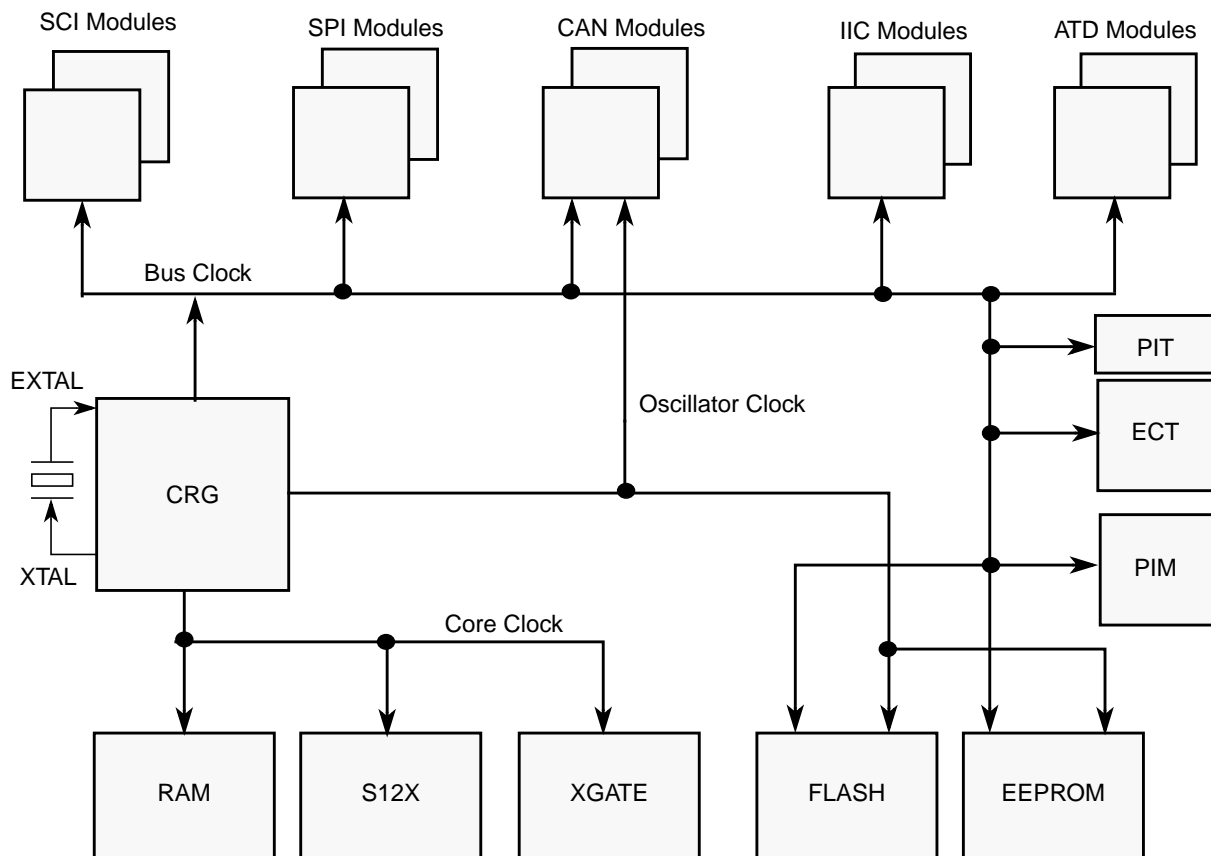 SCI Modules
SPI Modules
CAN Modules
IIC Modules
ATD Modules
Bus Clock
PIT
EXTAL
Oscillator Clock
ECT
CRG
XTAL
PIM
Core Clock
RAM
S12X
XGATE
FLASH
EEPROM